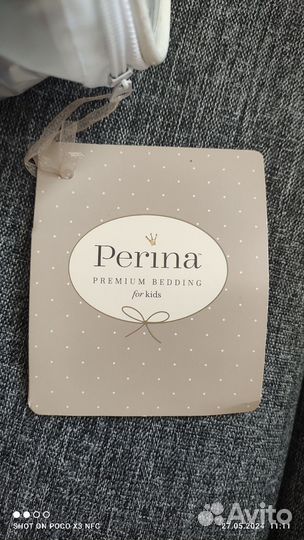 Perina
PREMIUM BEDDING
for kids
SHOT ON POCO X3 NFC
27.05.2024 11:11
Avito